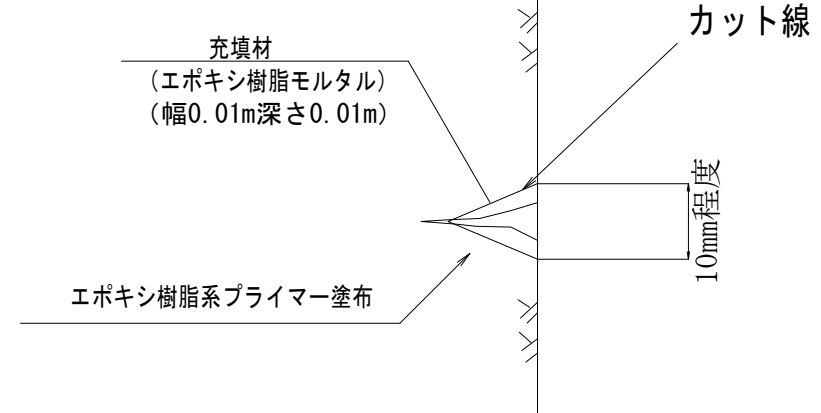 カット線
充填材
(エポキシ樹脂モルタル)
(幅0.01m深さ0.01m)
10mm程度
エポキシ樹脂系プライマー塗布